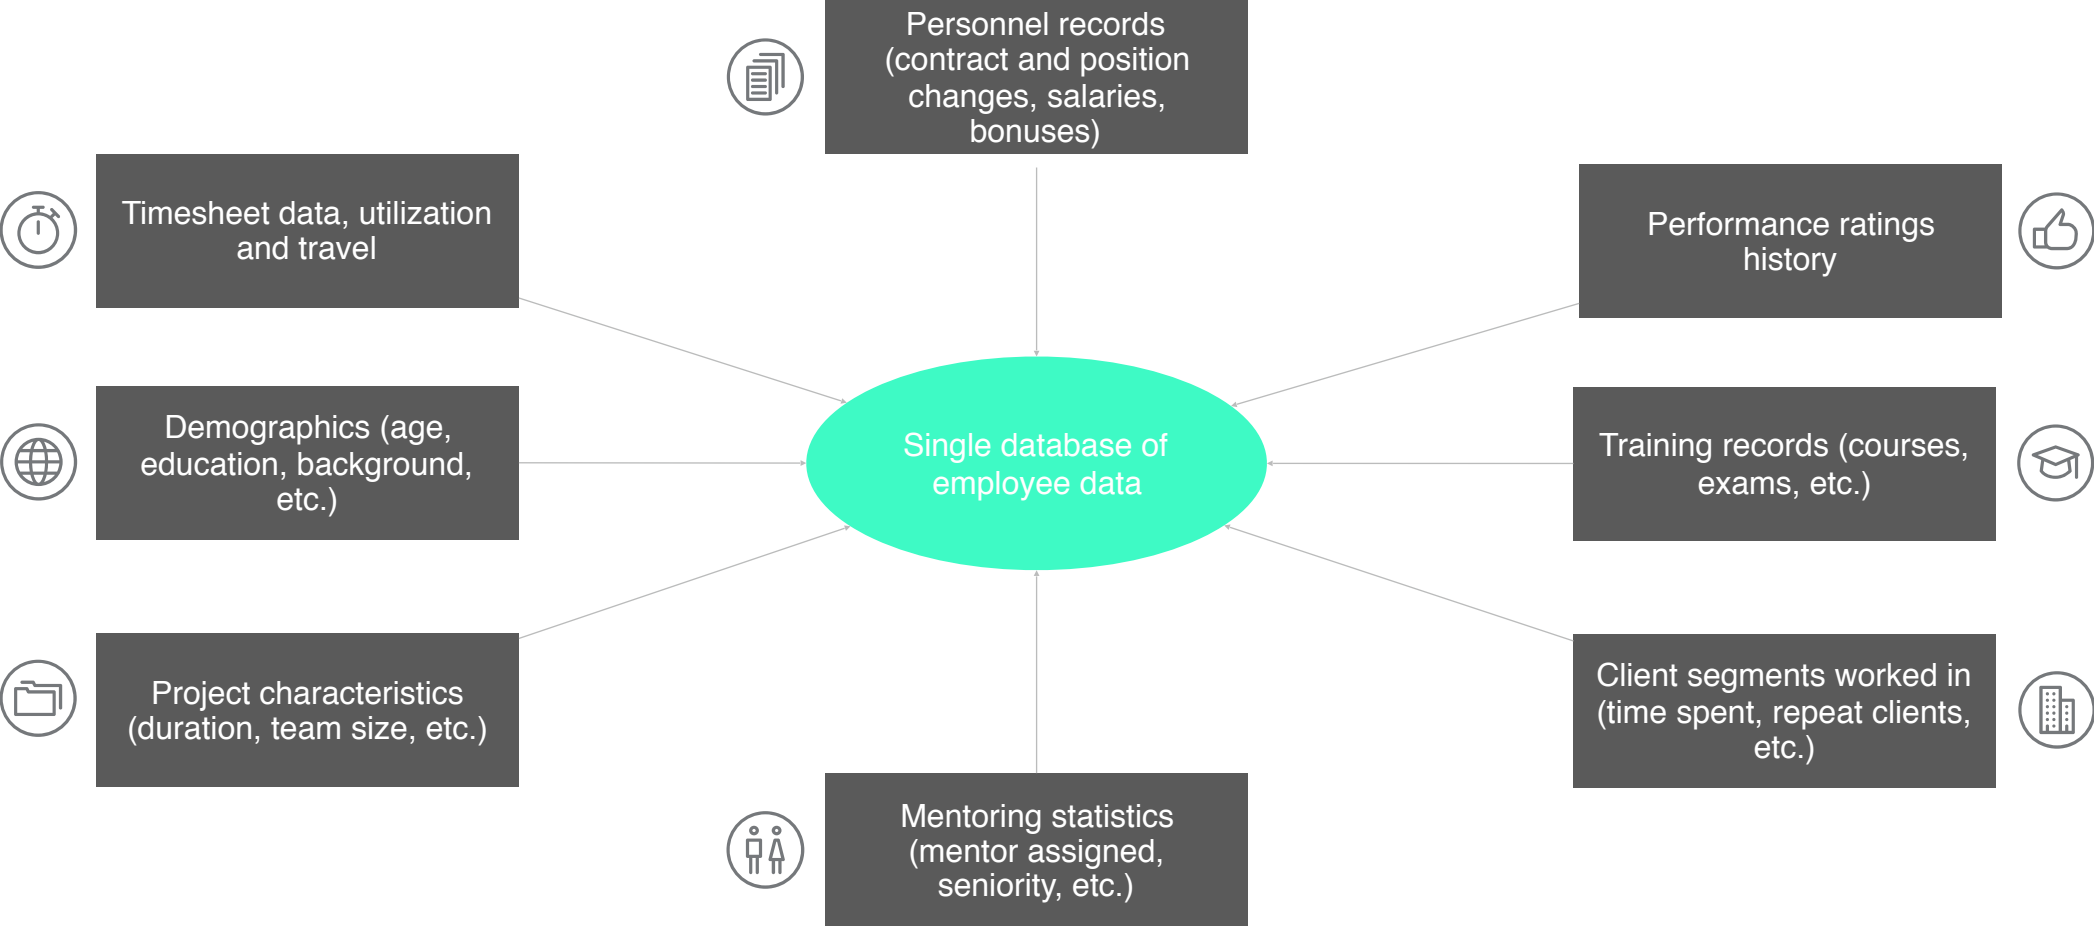 Personnel records
(contract and position
changes, salaries,
bonuses)
Timesheet data, utilization
and travel
Performance ratings
history
Demographics (age,
education, background,
etc.)
Single database of
employee data
Training records (courses,
exams, etc.)
Project characteristics
(duration, team size, etc.)
Client segments worked in
(time spent, repeat clients,
etc.)
Mentoring statistics
(mentor assigned,
seniority, etc.)